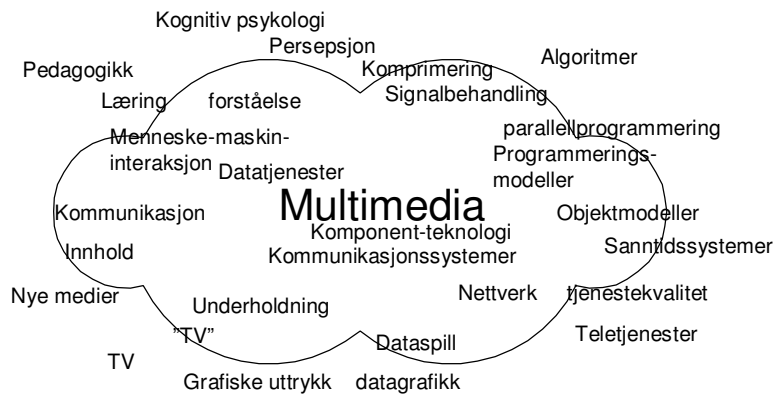 Kognitiv psykologi
Persepsjon
Algoritmer
Pedagogikk
Komprimering
Læring
forståelse
Signalbehandling
Menneske-maskin-
interaksjon
parallellprogrammering
Programmerings-
modeller
Datatjenester
Multimedia
Kommunikasjon
Objektmodeller
Komponent-teknologi
Sanntidssystemer
Innhold
Kommunikasjonssystemer
Nye medier
Underholdning
Nettverk
tjenestekvalitet
"TV"
Dataspill
Teletjenester
TV
Grafiske uttrykk
datagrafikk